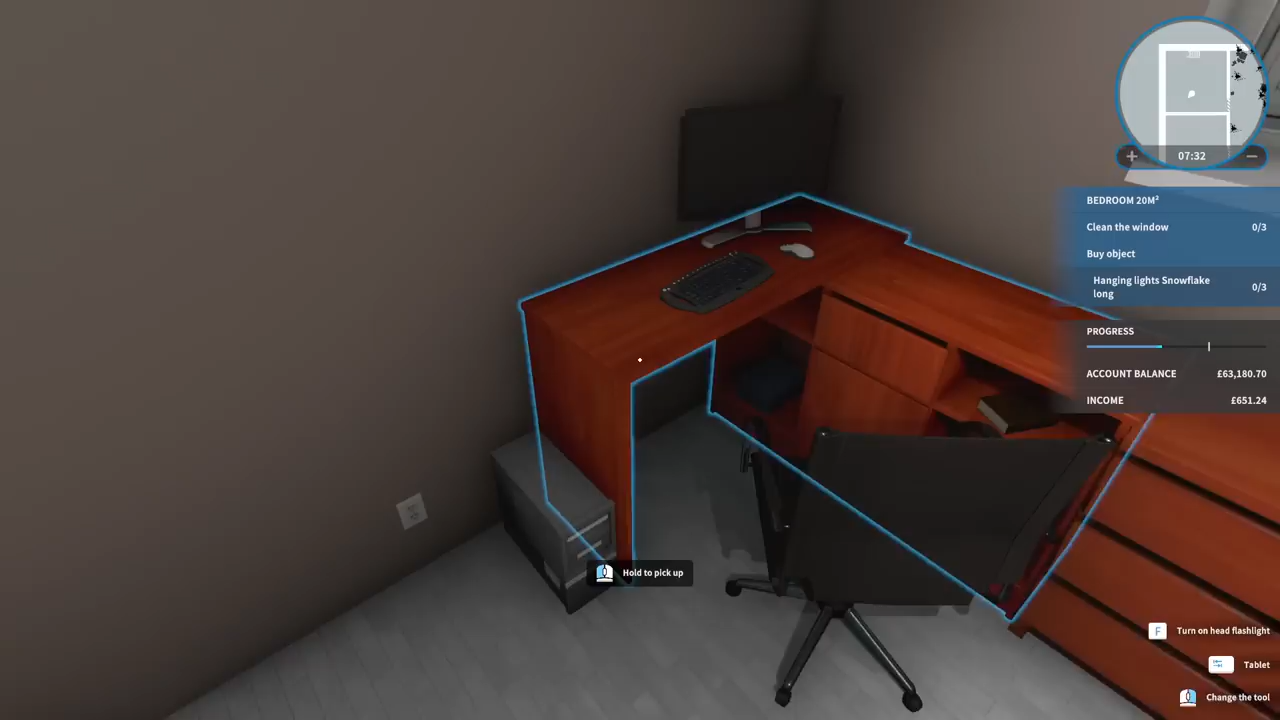 07:32
BEDROOM 20M²
Clean the window 0/3
Buy object
Hanging lights Snowflake
long 0/3
PROGRESS
ACCOUNT BALANCE £63,180.70
INCOME £651.24
Hold to pick up
F Turn on head flashlight
Tablet
Change the tool